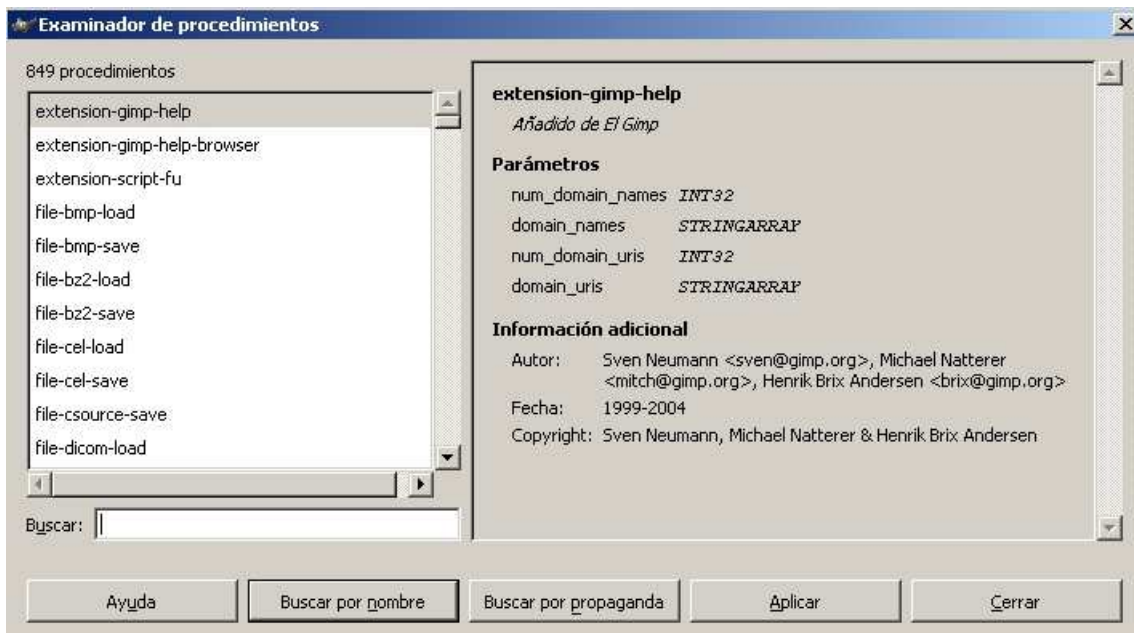 Examinador de procedimientos
849 procedimientos
extension-gimp-help
extension-gimp-help-browser
extension-script-fu
file-bmp-load
file-bmp-save
file-bz2-load
file-bz2-save
file-cel-load
file-cel-save
file-csource-save
file-dicom-load
Buscar:
extension-gimp-help
Añadido de El Gimp
Parámetros
num_domain_names INT32
domain_names STRINGARRAY
num_domain_uris INT32
domain_uris STRINGARRAY
Información adicional
Autor: Sven Neumann <sven@gimp.org>, Michael Natterer
<mitch@gimp.org>, Henrik Brix Andersen <brix@gimp.org>
Fecha: 1999-2004
Copyright: Sven Neumann, Michael Natterer & Henrik Brix Andersen
Ayuda
Buscar por nombre
Buscar por propaganda
Aplicar
Cerrar